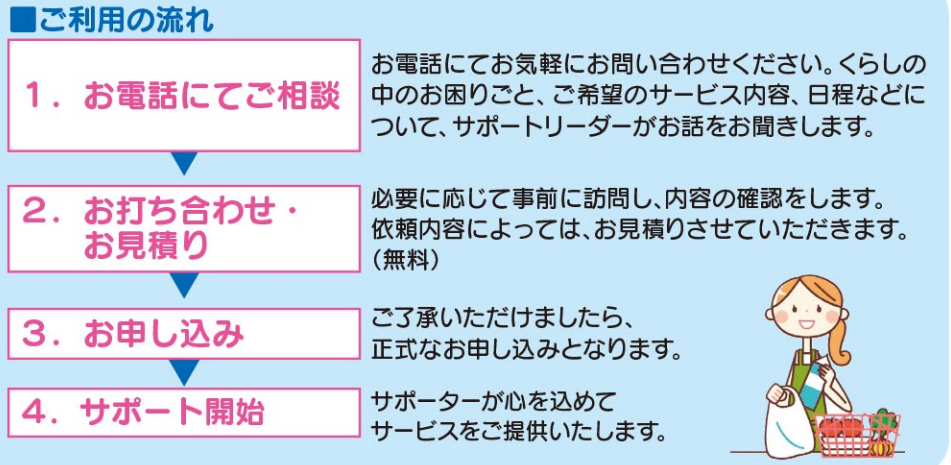 ■ご利用の流れ
1. お電話にてご相談
お電話にてお気軽にお問い合わせください。くらしの
中のお困りごと、ご希望のサービス内容、日程などに
ついて、サポートリーダーがお話をお聞きします。
2. お打ち合わせ・
お見積り
必要に応じて事前に訪問し、内容の確認をします。
依頼内容によっては、お見積りさせていただきます。
（無料）
3. お申し込み
ご了承いただけましたら、
正式なお申し込みとなります。
4. サポート開始
サポーターが心を込めて
サービスをご提供いたします。